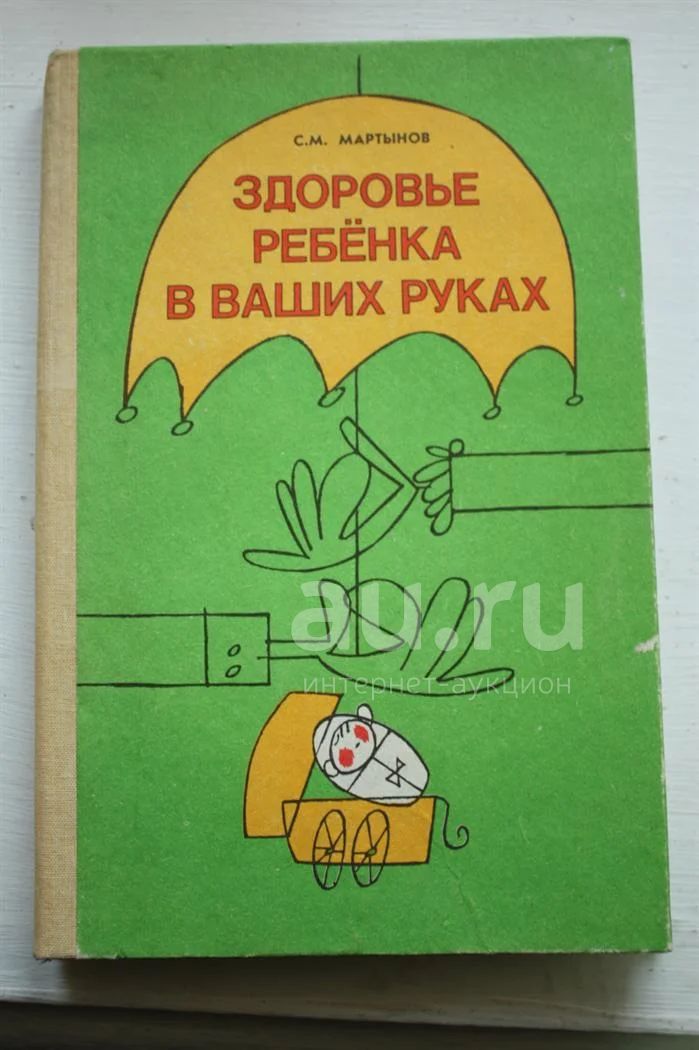 С.М. МАРТЫНОВ
ЗДОРОВЬЕ
РЕБЁНКА
В ВАШИХ РУКАХ
au.ru
интернет-аукцион